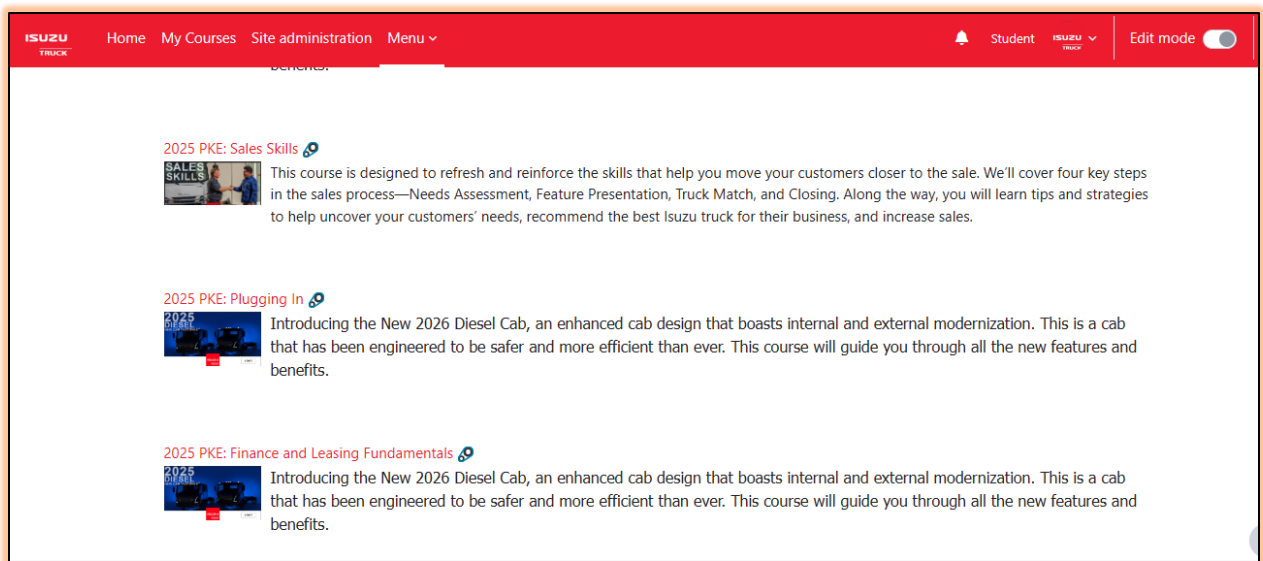 ISUZU
TRUCK
Home My Courses Site administration Menu
Student ISUZU TRUCK Edit mode
benefits.
2025 PKE: Sales Skills
SALES
SKILLS
This course is designed to refresh and reinforce the skills that help you move your customers closer to the sale. We’ll cover four key steps
in the sales process—Needs Assessment, Feature Presentation, Truck Match, and Closing. Along the way, you will learn tips and strategies
to help uncover your customers’ needs, recommend the best Isuzu truck for their business, and increase sales.
2025 PKE: Plugging In
2025
DIESEL
Introducing the New 2026 Diesel Cab, an enhanced cab design that boasts internal and external modernization. This is a cab
that has been engineered to be safer and more efficient than ever. This course will guide you through all the new features and
benefits.
2025 PKE: Finance and Leasing Fundamentals
2025
DIESEL
Introducing the New 2026 Diesel Cab, an enhanced cab design that boasts internal and external modernization. This is a cab
that has been engineered to be safer and more efficient than ever. This course will guide you through all the new features and
benefits.